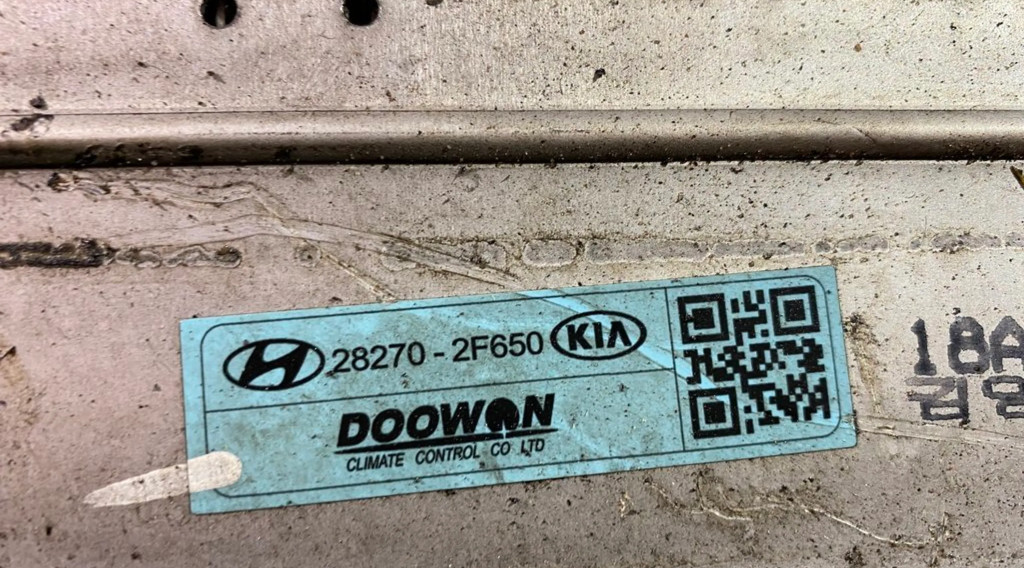 28270 - 2F650 KIA
DOOWON
CLIMATE CONTROL CO LTD
18A